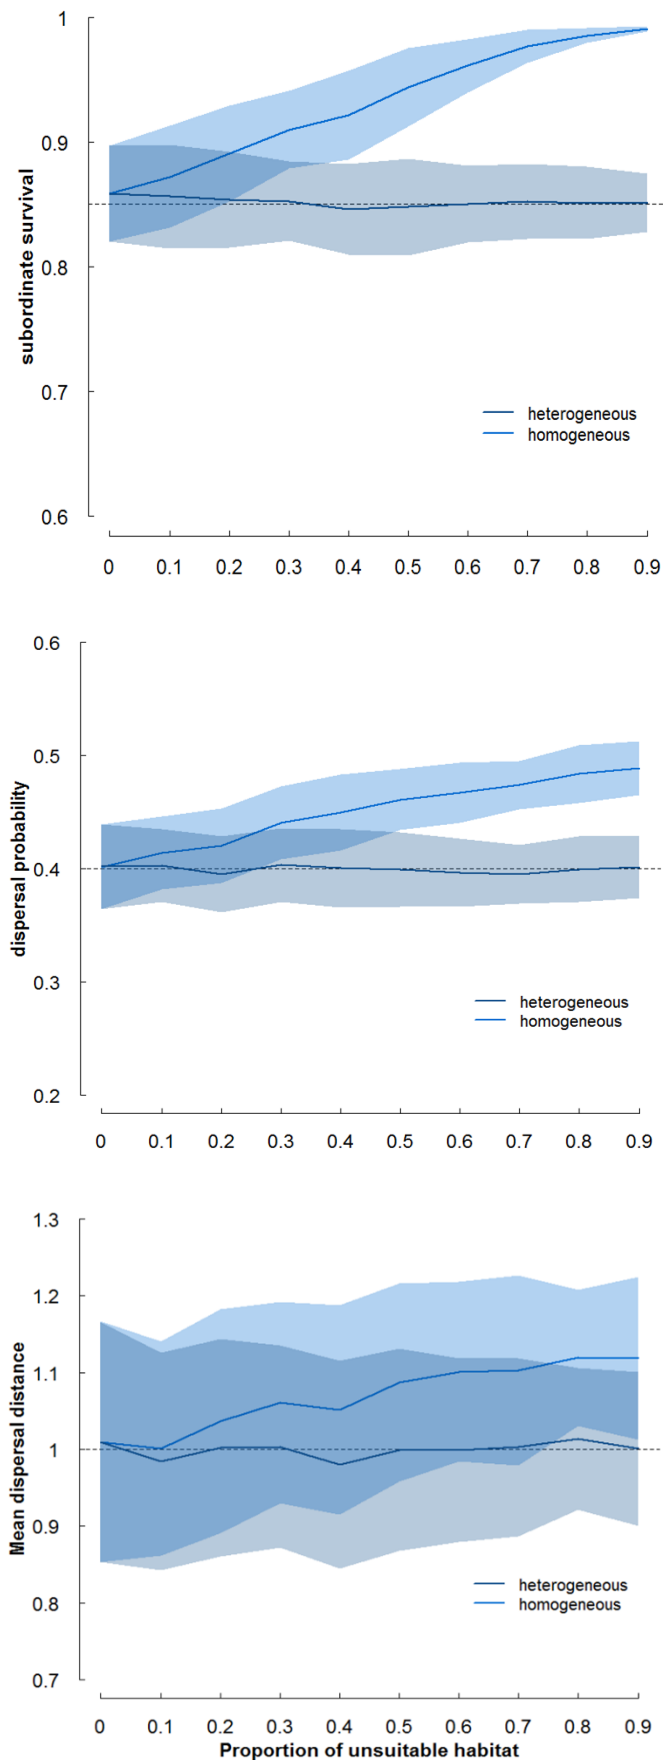 1
0.9
0.8
0.7
0.6
subordinate survival
heterogeneous
homogeneous
0 0.1 0.2 0.3 0.4 0.5 0.6 0.7 0.8 0.9
0.6
0.5
0.4
0.3
0.2
dispersal probability
heterogeneous
homogeneous
0 0.1 0.2 0.3 0.4 0.5 0.6 0.7 0.8 0.9
1.3
1.2
1.1
1
0.9
0.8
0.7
Mean dispersal distance
heterogeneous
homogeneous
0 0.1 0.2 0.3 0.4 0.5 0.6 0.7 0.8 0.9
Proportion of unsuitable habitat